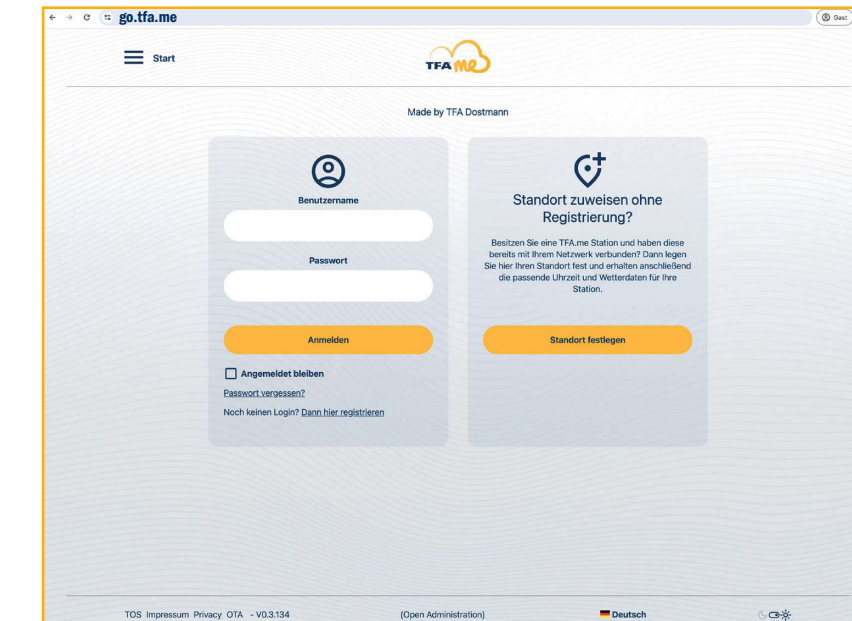 go.tfa.me
Gast
Start
TFA me
Made by TFA Dostmann
Benutzername
Passwort
Anmelden
Angemeldet bleiben
Passwort vergessen?
Noch keinen Login? Dann hier registrieren
Standort zuweisen ohne
Registrierung?
Besitzen Sie eine TFA.me Station und haben diese
bereits mit Ihrem Netzwerk verbunden? Dann legen
Sie hier Ihren Standort fest und erhalten anschließend
die passende Uhrzeit und Wetterdaten für Ihre
Station.
Standort festlegen
TOS Impressum Privacy OTA - V0.3.134
(Open Administration)
Deutsch